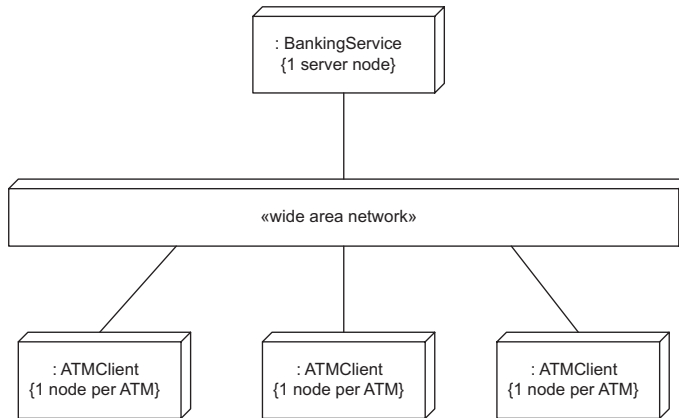 : BankingService
{1 server node}
«wide area network»
: ATMClient
{1 node per ATM}
: ATMClient
{1 node per ATM}
: ATMClient
{1 node per ATM}